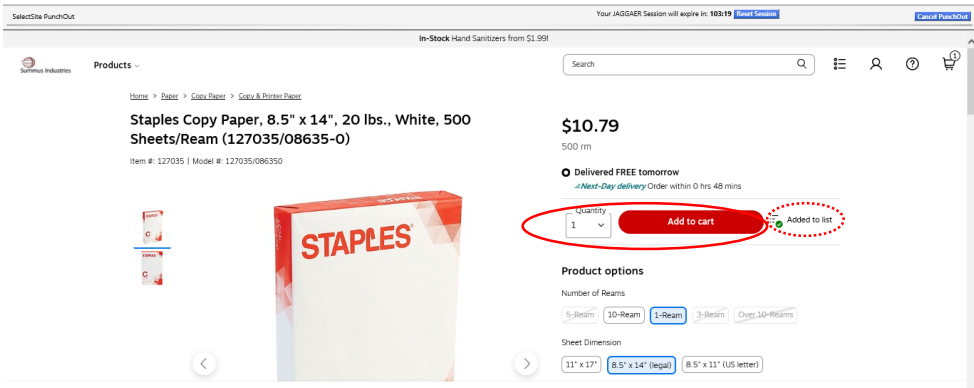 SelectSite PunchOut
Your JAGGAER Session will expire in: 103:19 Reset Session
Cancel PunchOut
In-Stock Hand Sanitizers from $1.99!
Summus Industries
Products
Search
1
Home > Paper > Copy Paper > Copy & Printer Paper
Staples Copy Paper, 8.5" x 14", 20 lbs., White, 500
Sheets/Ream (127035/08635-0)
Item #: 127035 | Model #: 127035/086350
STAPLES
$10.79
500 rm
Delivered FREE tomorrow
Next-Day delivery Order within 0 hrs 48 mins
Quantity
1
Add to cart
Added to list
Product options
Number of Reams
5-Ream 10-Ream 1-Ream 3-Ream Over 10-Reams
Sheet Dimension
11" x 17" 8.5" x 14" (legal) 8.5" x 11" (US letter)